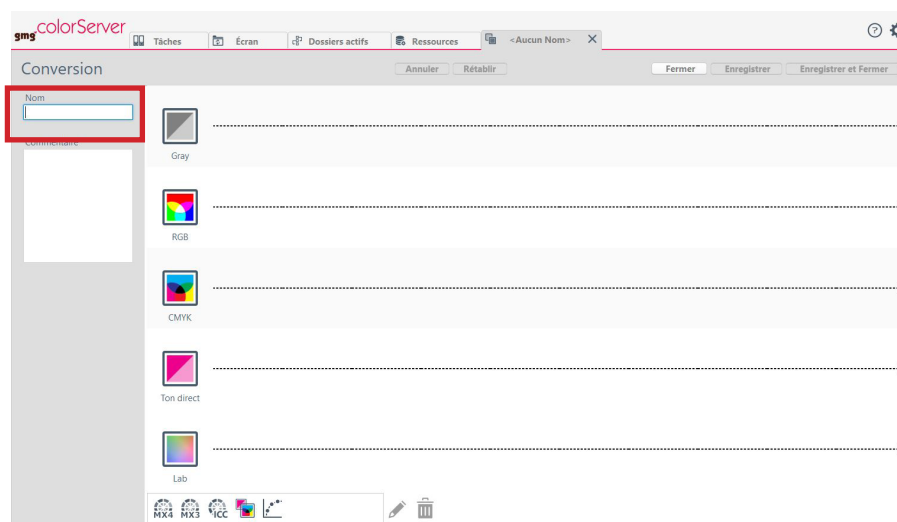 gmg colorServer
Tâches Écran Dossiers actifs Ressources <Aucun Nom>
Conversion Annuler Rétablir Fermer Enregistrer Enregistrer et Fermer
Nom
Commentaire
Gray
RGB
CMYK
Ton direct
Lab
MX4 MX3 ICC